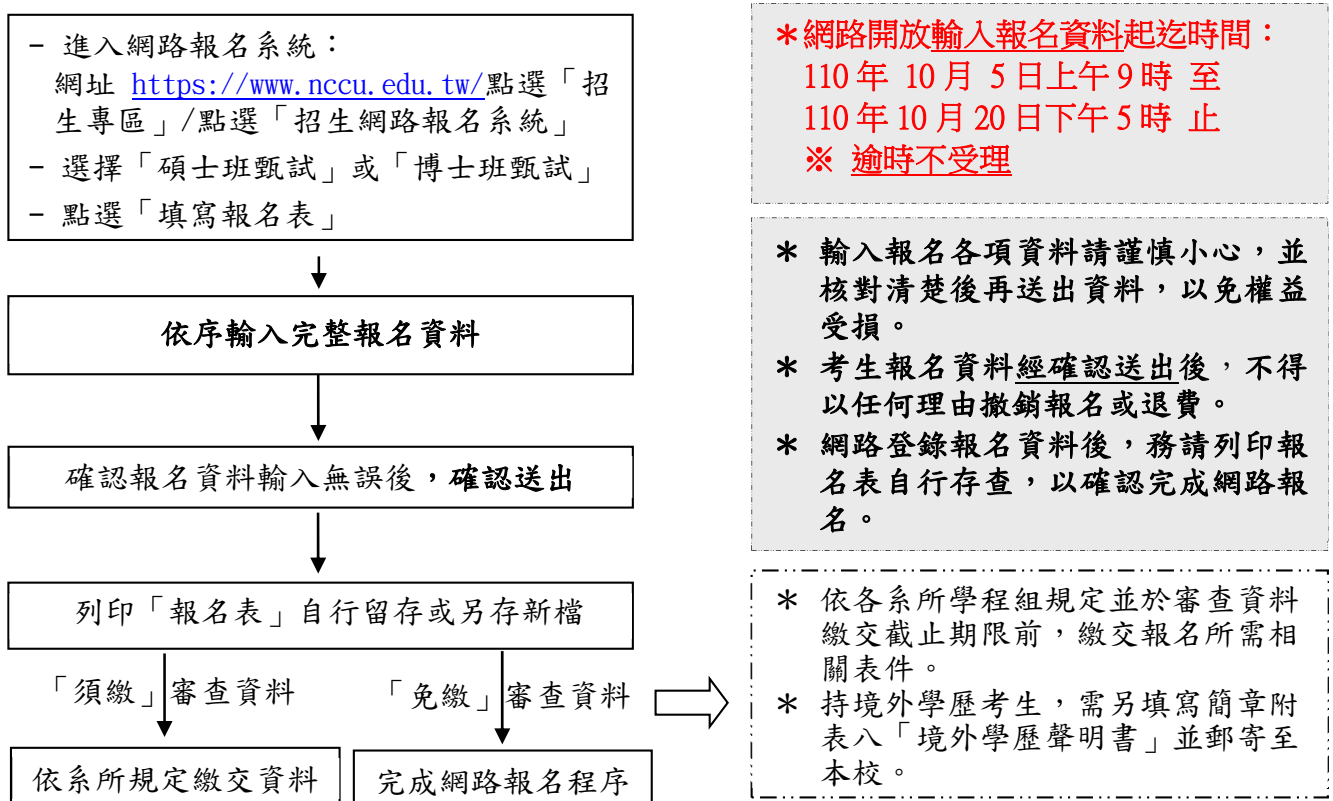 - 進入網路報名系統：
網址 https://www.nccu.edu.tw/點選「招
生專區」/點選「招生網路報名系統」
- 選擇「碩士班甄試」或「博士班甄試」
- 點選「填寫報名表」
依序輸入完整報名資料
確認報名資料輸入無誤後，確認送出
列印「報名表」自行留存或另存新檔
「須繳」審查資料
「免繳」審查資料
依系所規定繳交資料
完成網路報名程序
＊網路開放輸入報名資料起迄時間：
110 年 10 月 5 日上午 9 時 至
110 年 10 月 20 日下午 5 時 止
※ 逾時不受理
＊ 輸入報名各項資料請謹慎小心，並
核對清楚後再送出資料，以免權益
受損。
＊ 考生報名資料經確認送出後，不得
以任何理由撤銷報名或退費。
＊ 網路登錄報名資料後，務請列印報
名表自行存查，以確認完成網路報
名。
＊ 依各系所學程組規定並於審查資料
繳交截止期限前，繳交報名所需相
關表件。
＊ 持境外學歷考生，需另填寫簡章附
表八「境外學歷聲明書」並郵寄至
本校。